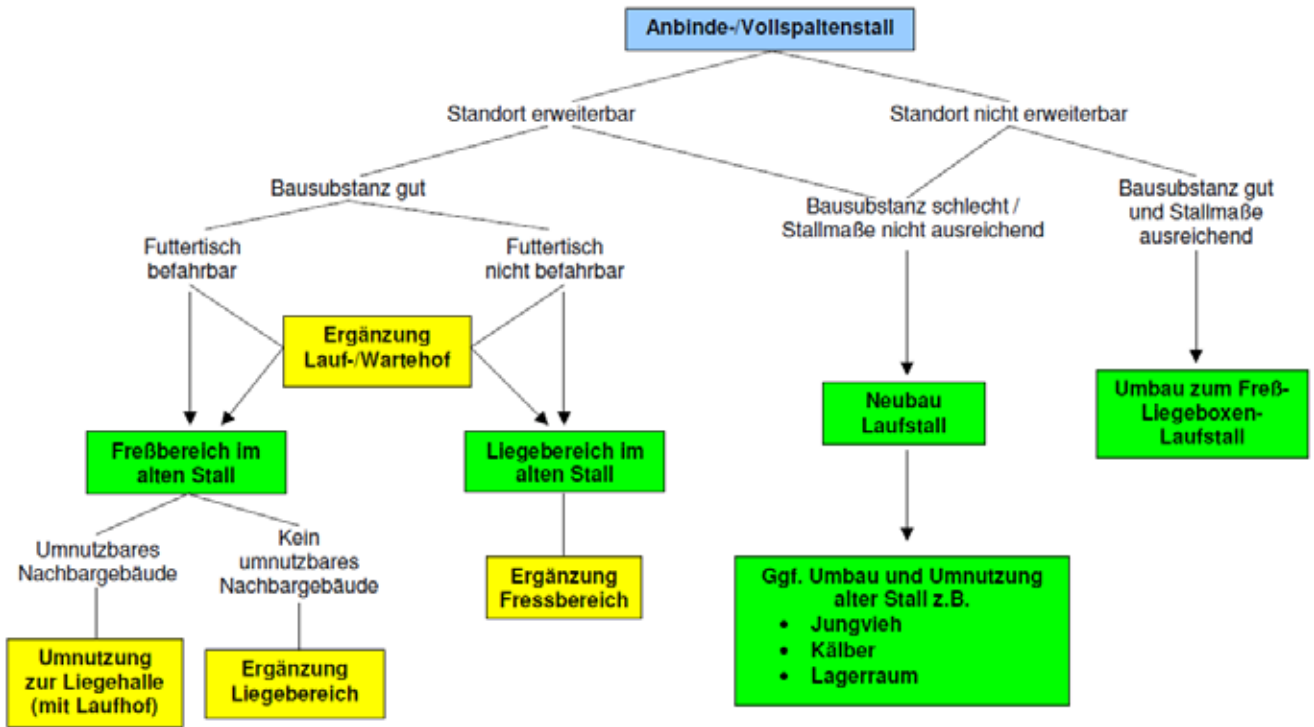 Anbinde-/Vollspaltenstall
Standort erweiterbar
Standort nicht erweiterbar
Bausubstanz gut
Bausubstanz schlecht /
Stallmaße nicht ausreichend
Bausubstanz gut
und Stallmaße
ausreichend
Futtertisch
befahrbar
Futtertisch
nicht befahrbar
Ergänzung
Lauf-/Wartehof
Neubau
Laufstall
Umbau zum Freß-
Liegeboxen-
Laufstall
Freßbereich im
alten Stall
Liegebereich im
alten Stall
Umnutzbares
Nachbargebäude
Kein
umnutzbares
Nachbargebäude
Ergänzung
Fressbereich
Ggf. Umbau und Umnutzung
alter Stall z.B.
• Jungvieh
• Kälber
• Lagerraum
Umnutzung
zur Liegehalle
(mit Laufhof)
Ergänzung
Liegebereich